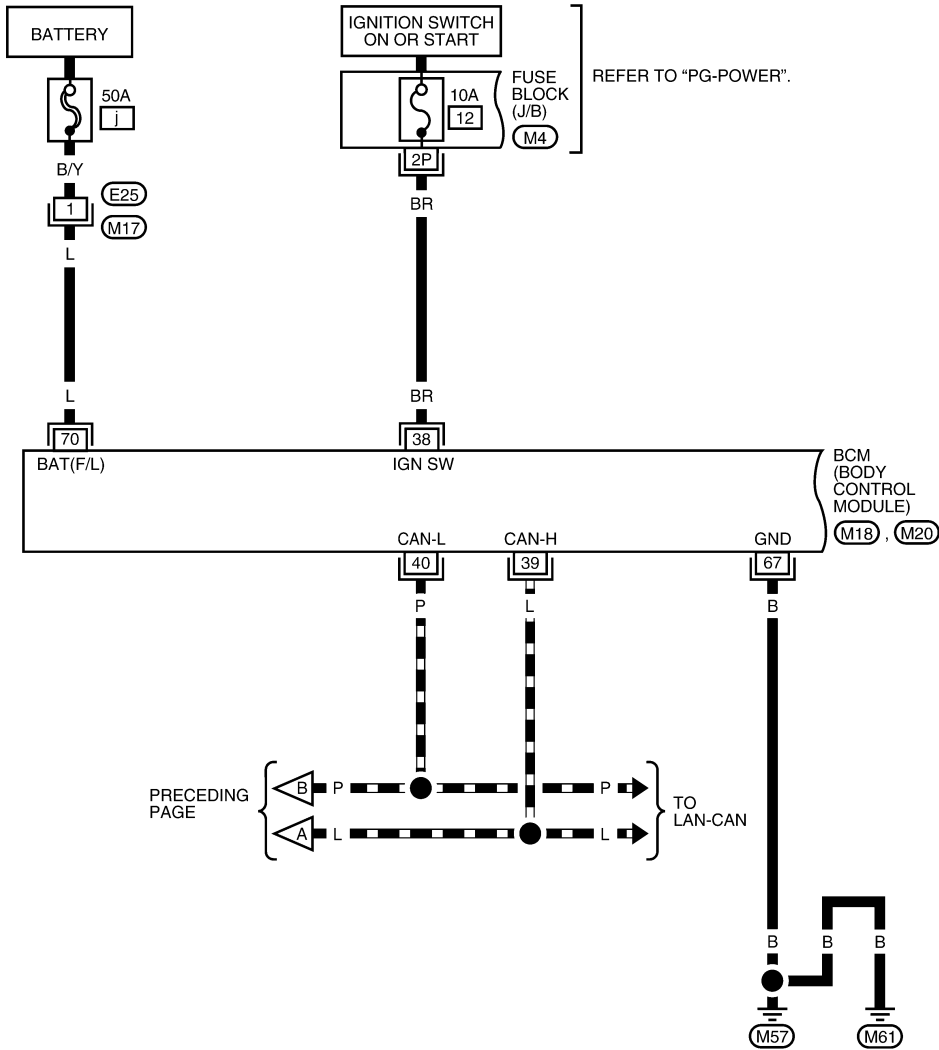 BATTERY
IGNITION SWITCH
ON OR START
50A
j
10A
12
FUSE
BLOCK
(J/B)
M4
REFER TO “PG-POWER”.
2P
B/Y
E25
1
M17
BR
L
L
BR
70
38
BAT(F/L)
IGN SW
BCM
(BODY
CONTROL
MODULE)
M18 , M20
CAN-L
CAN-H
GND
40
39
67
P
L
B
PRECEDING
PAGE
B
P
P
A
L
L
TO
LAN-CAN
B
B
B
M57
M61